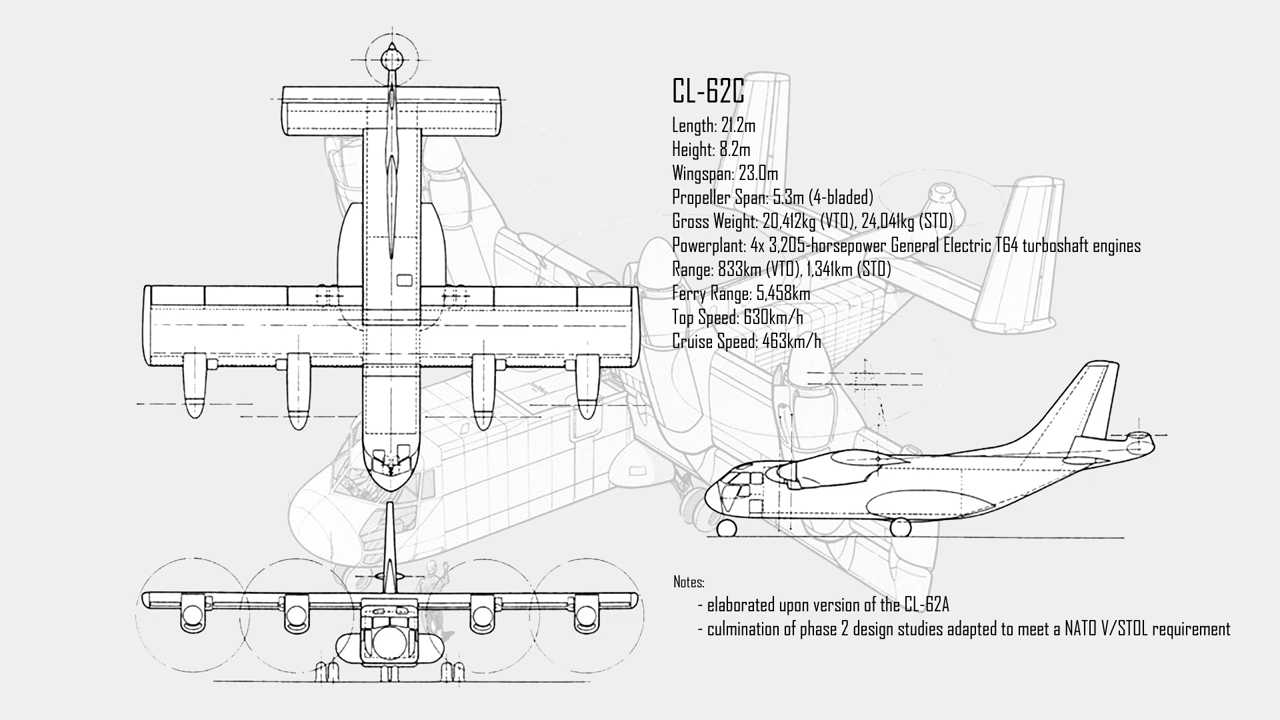 CL-62C
Length: 21.2m
Height: 8.2m
Wingspan: 23.0m
Propeller Span: 5.3m (4-bladed)
Gross Weight: 20,412kg (VTO), 24,041kg (STO)
Powerplant: 4x 3,205-horsepower General Electric T64 turboshaft engines
Range: 833km (VTO), 1,341km (STO)
Ferry Range: 5,458km
Top Speed: 630km/h
Cruise Speed: 463km/h
Notes:
- elaborated upon version of the CL-62A
- culmination of phase 2 design studies adapted to meet a NATO V/STOL requirement